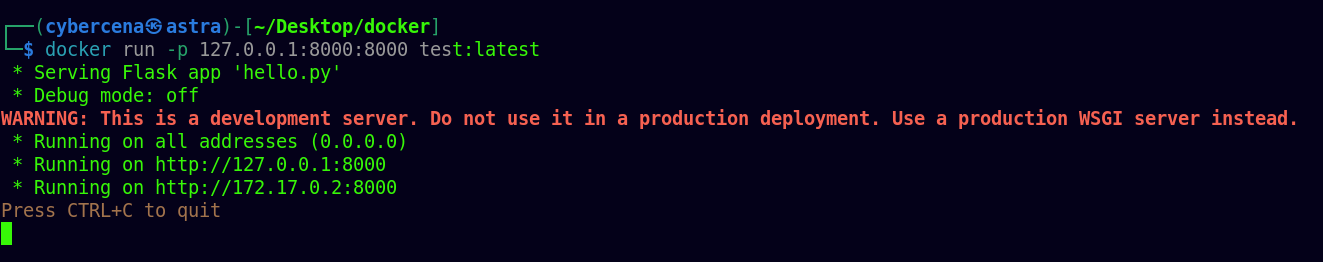 ┌──(cybercena㉿astra)-[~/Desktop/docker]
└─$ docker run -p 127.0.0.1:8000:8000 test:latest
 * Serving Flask app 'hello.py'
 * Debug mode: off
WARNING: This is a development server. Do not use it in a production deployment. Use a production WSGI server instead.
 * Running on all addresses (0.0.0.0)
 * Running on http://127.0.0.1:8000
 * Running on http://172.17.0.2:8000
Press CTRL+C to quit